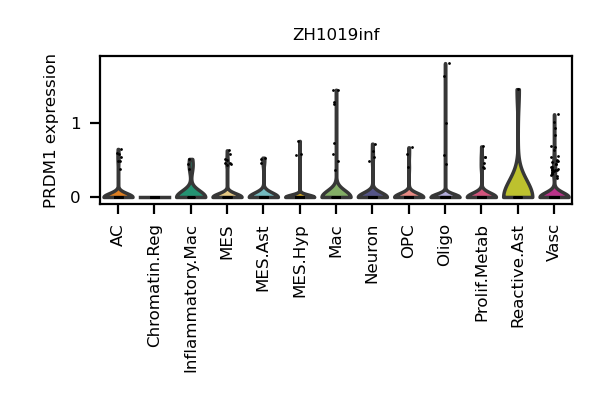 ZH1019inf
PRDM1 expression
1
0
AC
Chromatin.Reg
Inflammatory.Mac
MES
MES.Ast
MES.Hyp
Mac
Neuron
OPC
Oligo
Prolif.Metab
Reactive.Ast
Vasc